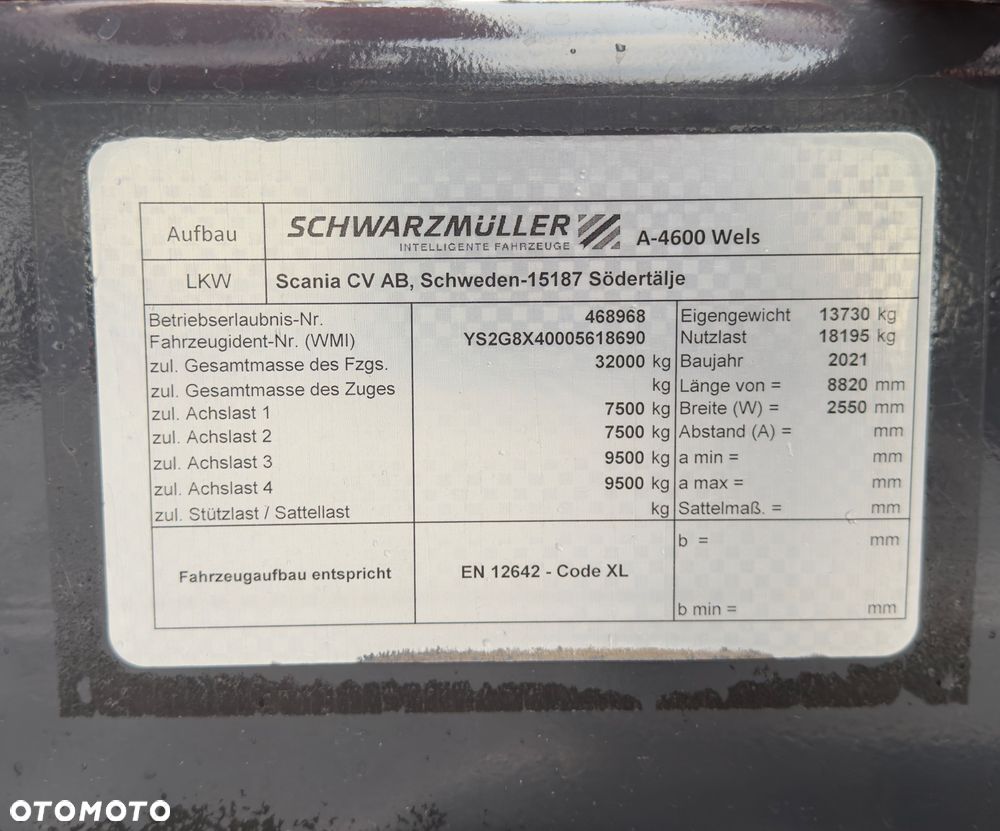 Aufbau SCHWARZMÜLLER A-4600 Wels
INTELLIGENTE FAHRZEUGE
LKW Scania CV AB, Schweden-15187 Södertälje
Betriebserlaubnis-Nr. 468968 Eigengewicht 13730 kg
Fahrzeugident-Nr. (WMI) YS2G8X40005618690 Nutzlast 18195 kg
zul. Gesamtmasse des Fzgs. 32000 kg Baujahr 2021
zul. Gesamtmasse des Zuges kg Länge von = 8820 mm
zul. Achslast 1 7500 kg Breite (W) = 2550 mm
zul. Achslast 2 7500 kg Abstand (A) = mm
zul. Achslast 3 9500 kg a min = mm
zul. Achslast 4 9500 kg a max = mm
zul. Stützlast / Sattellast kg Sattelmaß. = mm
b = mm
Fahrzeugaufbau entspricht EN 12642 - Code XL
b min = mm
OTOMOTO